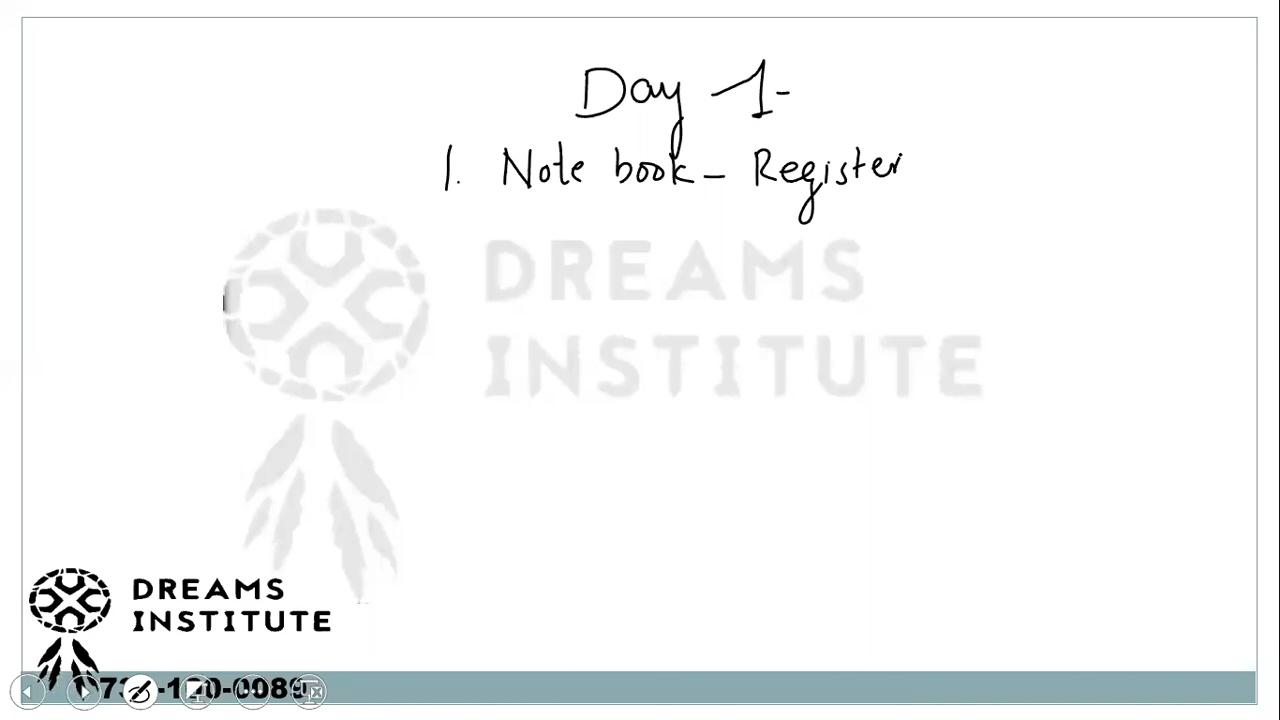 Day 1-
1. Note book - Register
DREAMS
INSTITUTE
DREAMS
INSTITUTE